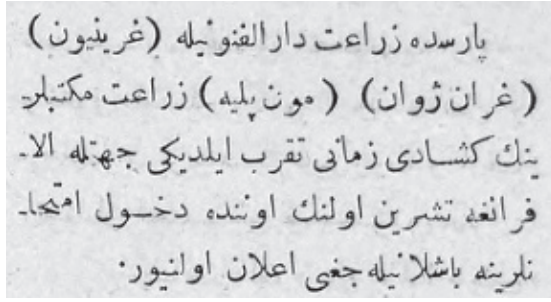 پارسده زراعت دارالفنونیله (غرینیون)
(غران ژوان) (مون پلیه) زراعت مکتبلر-
ینك كشادی زمانی تقرب ایلدیكی جهتله الا-
فرانغه تشرین اولنك اوننده دخول امتحا-
نلرینه باشلانیله جغی اعلان اولنیور.